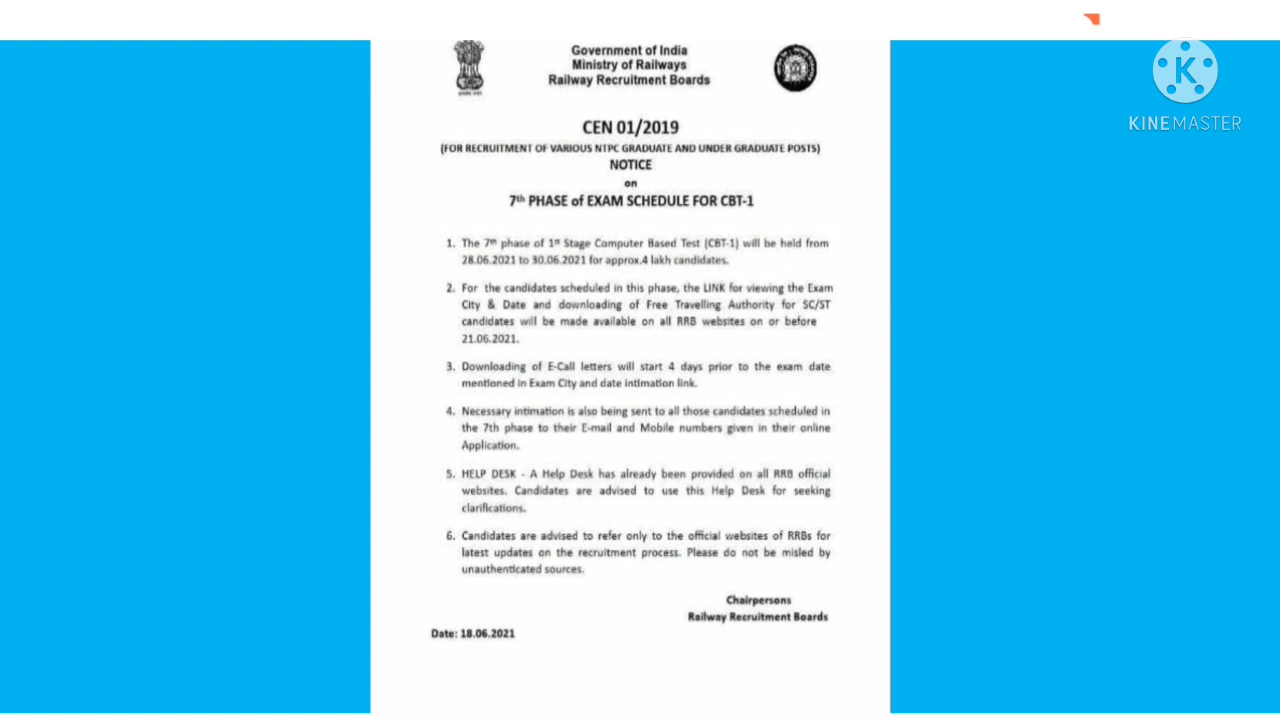 Government of India
Ministry of Railways
Railway Recruitment Boards
KINEMASTER
CEN 01/2019
(FOR RECRUITMENT OF VARIOUS NTPC GRADUATE AND UNDER GRADUATE POSTS)
NOTICE
on
7th PHASE of EXAM SCHEDULE FOR CBT-1
1. The 7th phase of 1st Stage Computer Based Test (CBT-1) will be held from
28.06.2021 to 30.06.2021 for approx.4 lakh candidates.
2. For the candidates scheduled in this phase, the LINK for viewing the Exam
City & Date and downloading of Free Travelling Authority for SC/ST
candidates will be made available on all RRB websites on or before
21.06.2021.
3. Downloading of E-Call letters will start 4 days prior to the exam date
mentioned in Exam City and date intimation link.
4. Necessary intimation is also being sent to all those candidates scheduled in
the 7th phase to their E-mail and Mobile numbers given in their online
Application.
5. HELP DESK - A Help Desk has already been provided on all RRB official
websites. Candidates are advised to use this Help Desk for seeking
clarifications.
6. Candidates are advised to refer only to the official websites of RRBs for
latest updates on the recruitment process. Please do not be misled by
unauthenticated sources.
Chairpersons
Railway Recruitment Boards
Date: 18.06.2021